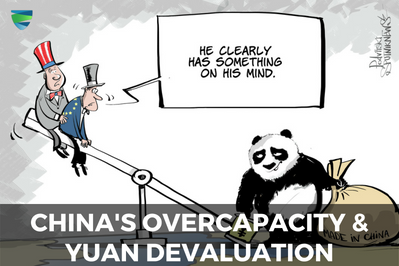 HE CLEARLY
HAS SOMETHING
ON HIS MIND.
MADE IN CHINA
CHINA'S OVERCAPACITY &
YUAN DEVALUATION